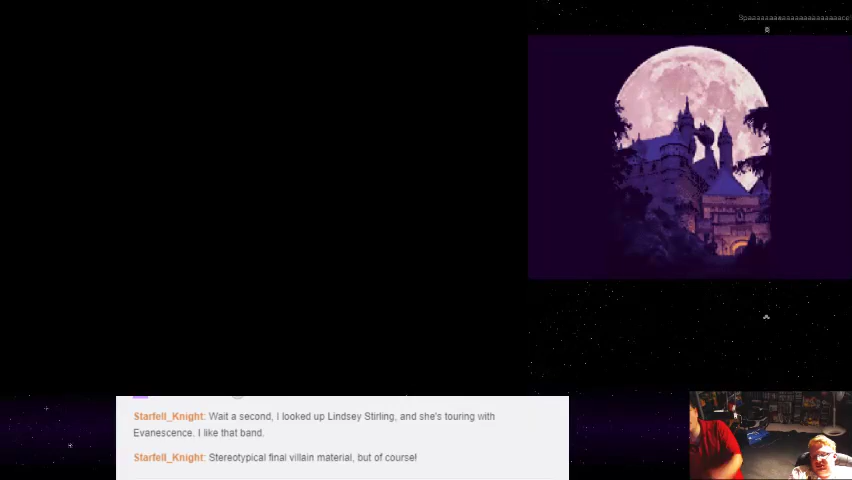 Spaaaaaaaaaaaaaaaaaaaaace
Starfell_Knight: Wait a second, I looked up Lindsey Stirling, and she's touring with
Evanescence. I like that band.
Starfell_Knight: Stereotypical final villain material, but of course!